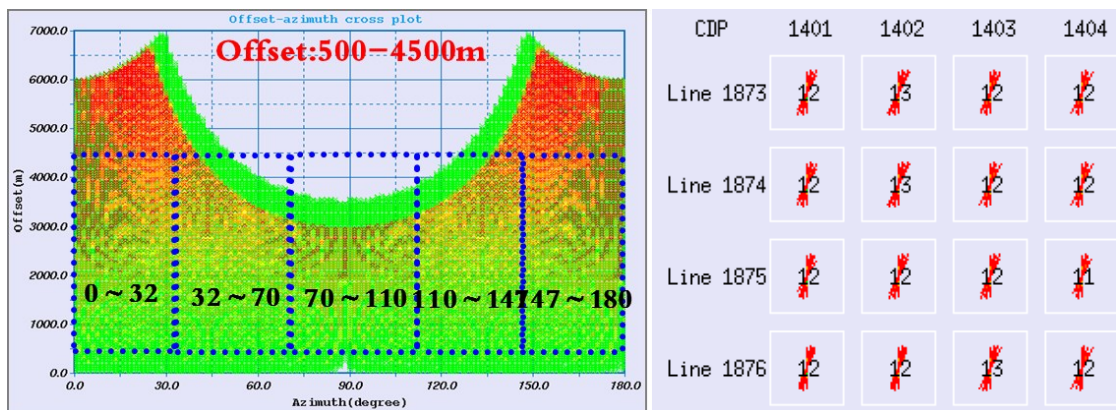 Offset-azimuth cross plot
Offset:500-4500m
7000.0
6000.0
5000.0
4000.0
3000.0
2000.0
1000.0
0.0
Offset(m)
0~32 32~70 70~110 110~147 147~180
0.0 30.0 60.0 90.0 120.0 150.0 180.0
Azimuth(degree)
CDP 1401 1402 1403 1404
Line 1873 12 13 12 12
Line 1874 12 13 12 12
Line 1875 12 12 12 11
Line 1876 12 12 13 12